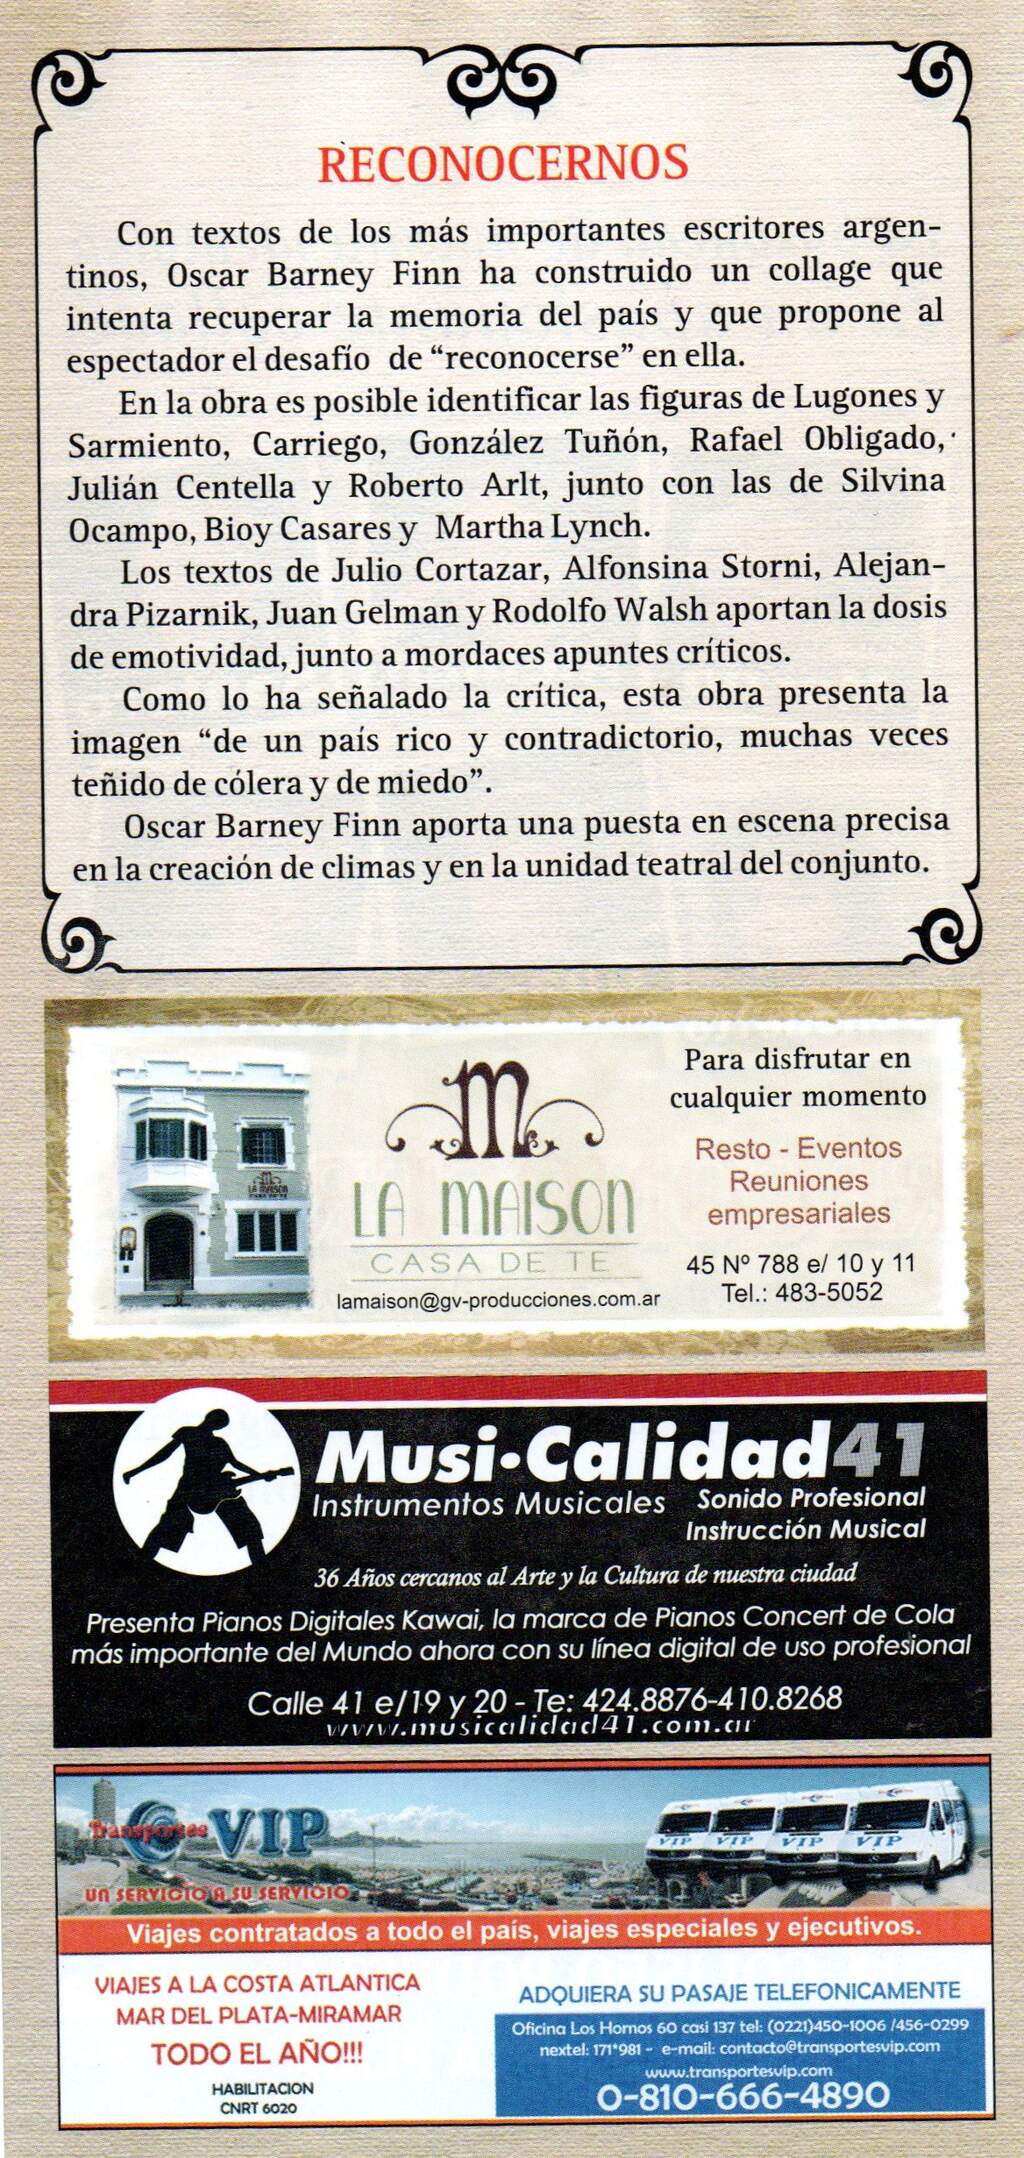 RECONOCERNOS
Con textos de los más importantes escritores argen-
tinos, Oscar Barney Finn ha construido un collage que
intenta recuperar la memoria del país y que propone al
espectador el desafío de “reconocerse” en ella.
En la obra es posible identificar las figuras de Lugones y
Sarmiento, Carriego, González Tuñón, Rafael Obligado,
Julián Centella y Roberto Arlt, junto con las de Silvina
Ocampo, Bioy Casares y Martha Lynch.
Los textos de Julio Cortazar, Alfonsina Storni, Alejan-
dra Pizarnik, Juan Gelman y Rodolfo Walsh aportan la dosis
de emotividad, junto a mordaces apuntes críticos.
Como lo ha señalado la crítica, esta obra presenta la
imagen “de un país rico y contradictorio, muchas veces
teñido de cólera y de miedo”.
Oscar Barney Finn aporta una puesta en escena precisa
en la creación de climas y en la unidad teatral del conjunto.
m
LA MAISON
CASA DE TE
LA MAISON
CASA DE TE
lamaison@gv-producciones.com.ar
Para disfrutar en
cualquier momento
Resto - Eventos
Reuniones
empresariales
45 Nº 788 e/ 10 y 11
Tel.: 483-5052
Musi·Calidad41
Instrumentos Musicales Sonido Profesional
Instrucción Musical
36 Años cercanos al Arte y la Cultura de nuestra ciudad
Presenta Pianos Digitales Kawai, la marca de Pianos Concert de Cola
más importante del Mundo ahora con su línea digital de uso profesional
Calle 41 e/19 y 20 - Te: 424.8876-410.8268
www.musicalidad41.com.ar
Transportes VIP
VIP VIP VIP VIP
UN SERVICIO A SU SERVICIO
Viajes contratados a todo el país, viajes especiales y ejecutivos.
VIAJES A LA COSTA ATLANTICA
MAR DEL PLATA-MIRAMAR
TODO EL AÑO!!!
HABILITACION
CNRT 6020
ADQUIERA SU PASAJE TELEFONICAMENTE
Oficina Los Hornos 60 casi 137 tel: (0221)450-1006 /456-0299
nextel: 171*981 - e-mail: contacto@transportesvip.com
www.transportesvip.com
0-810-666-4890